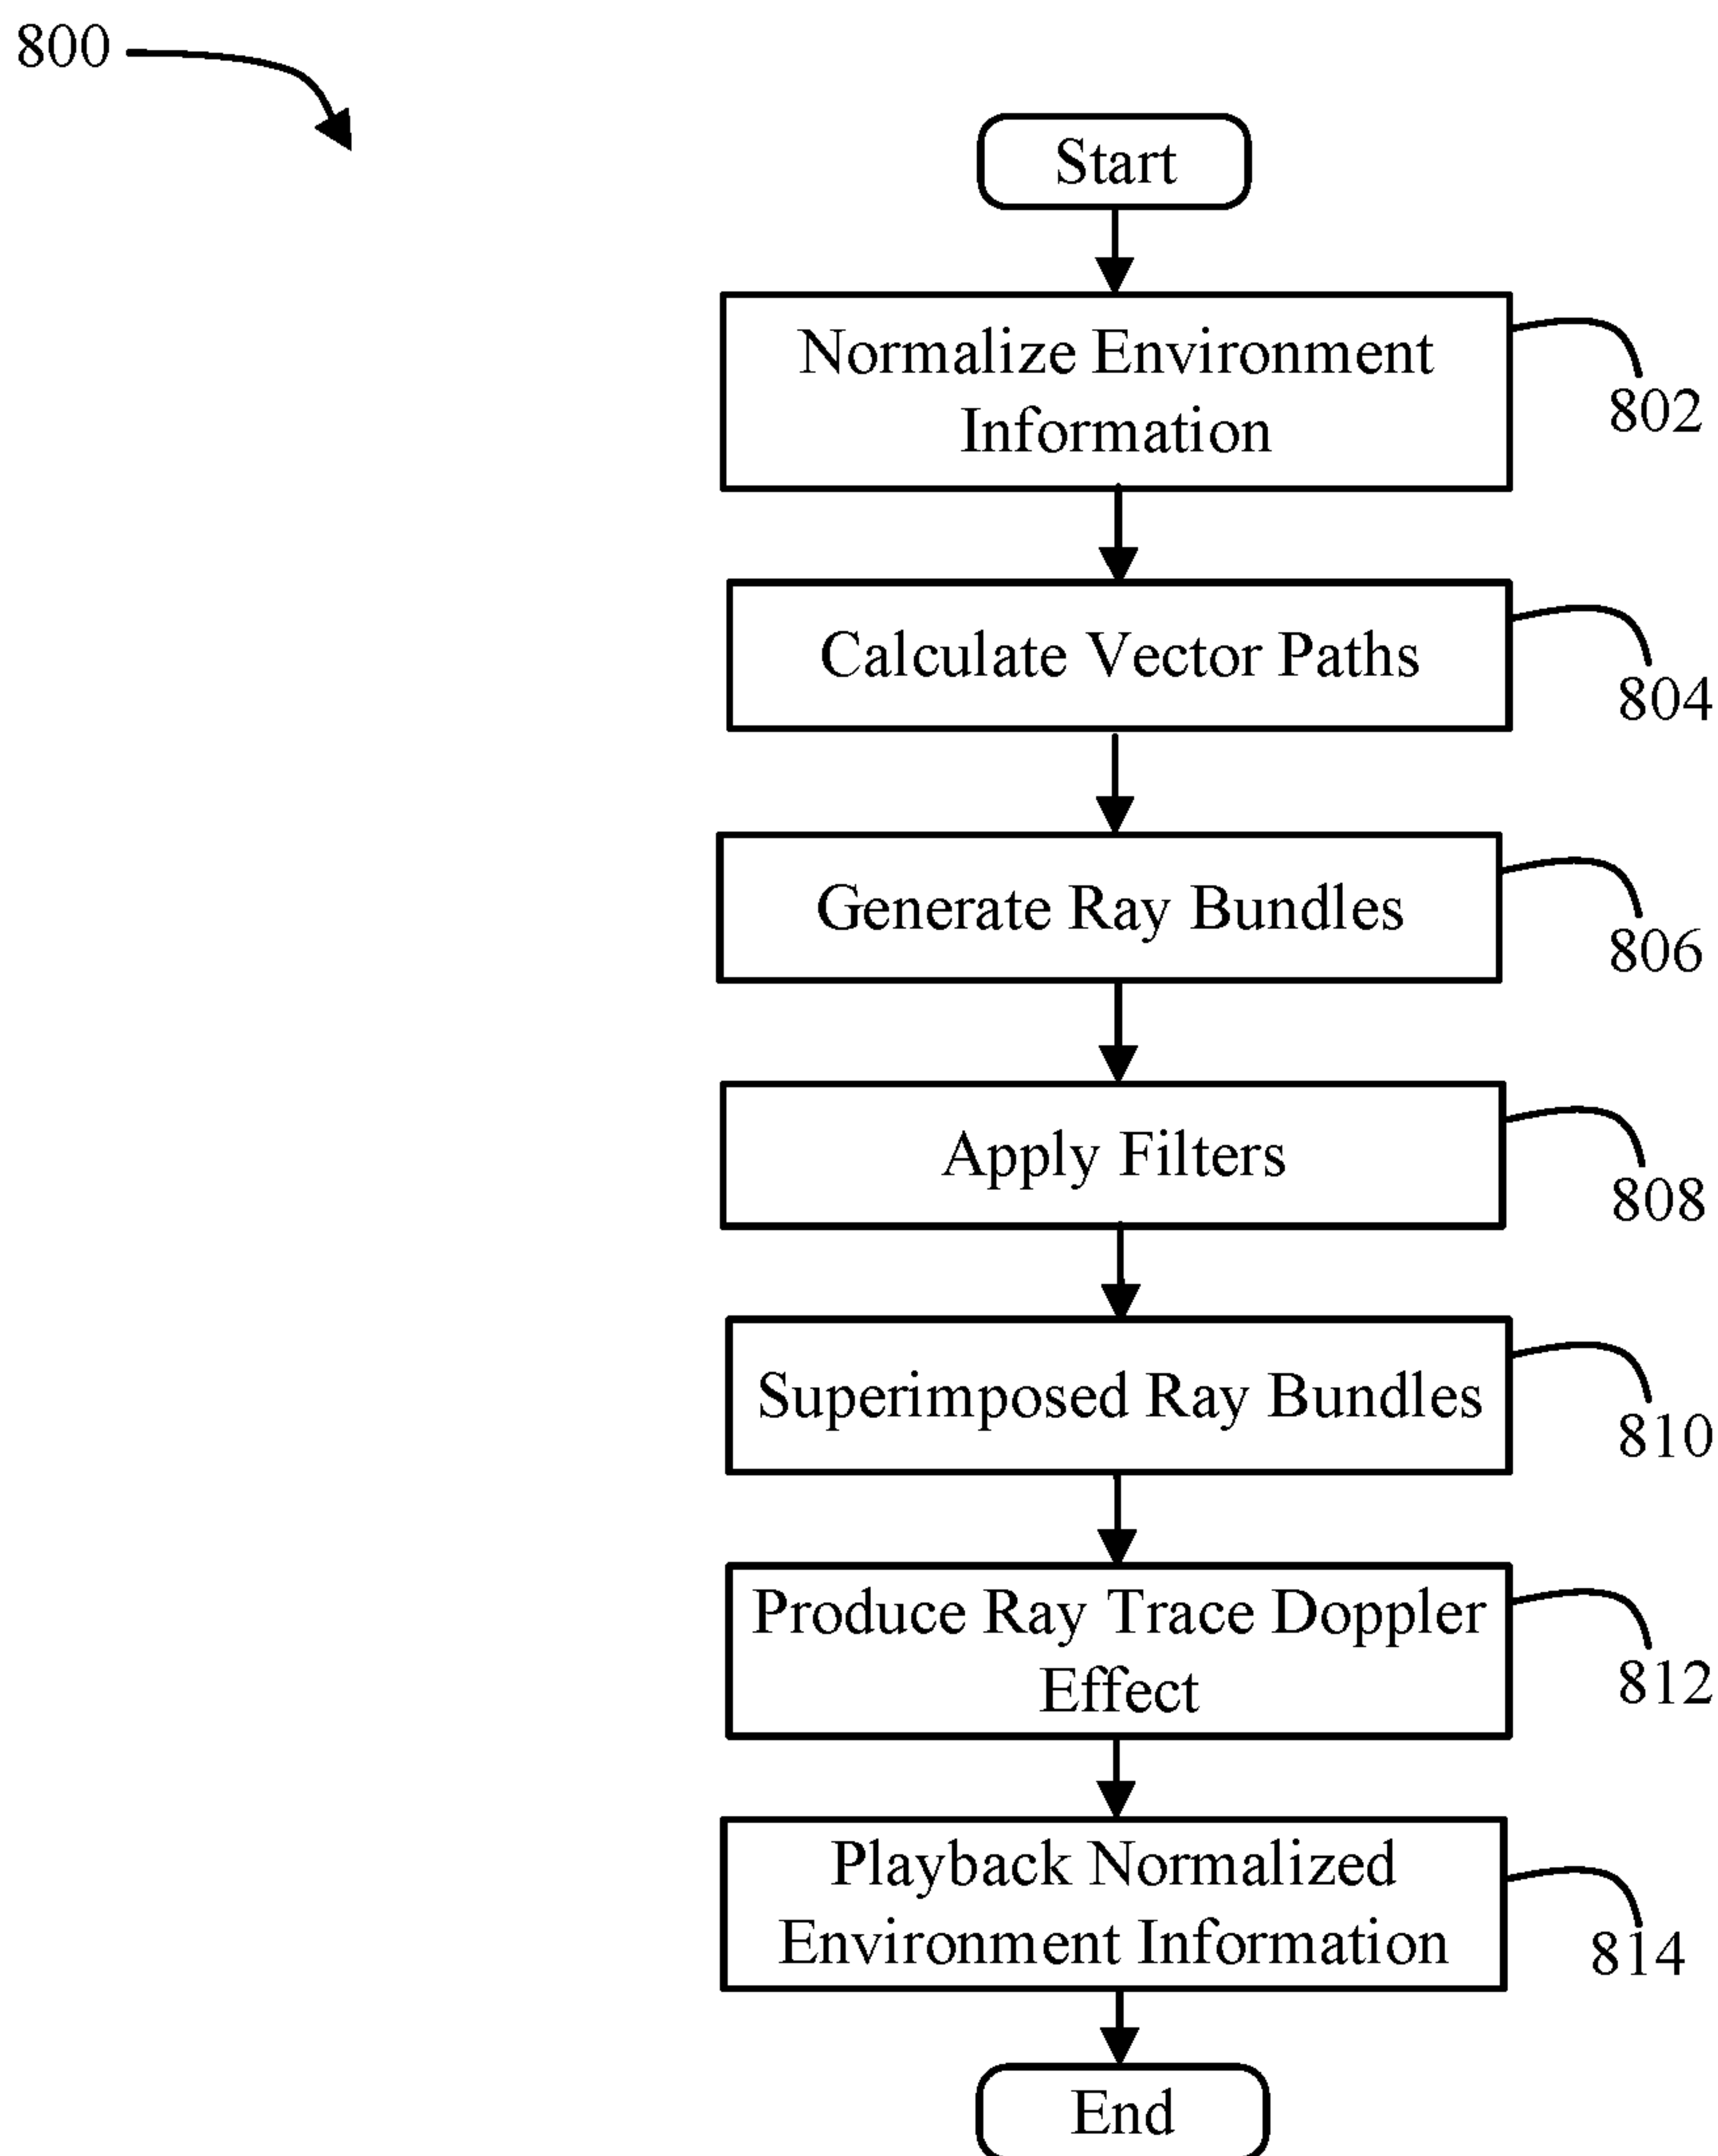 800
Start
Normalize Environment
Information
802
Calculate Vector Paths
804
Generate Ray Bundles
806
Apply Filters
808
Superimposed Ray Bundles
810
Produce Ray Trace Doppler
Effect
812
Playback Normalized
Environment Information
814
End